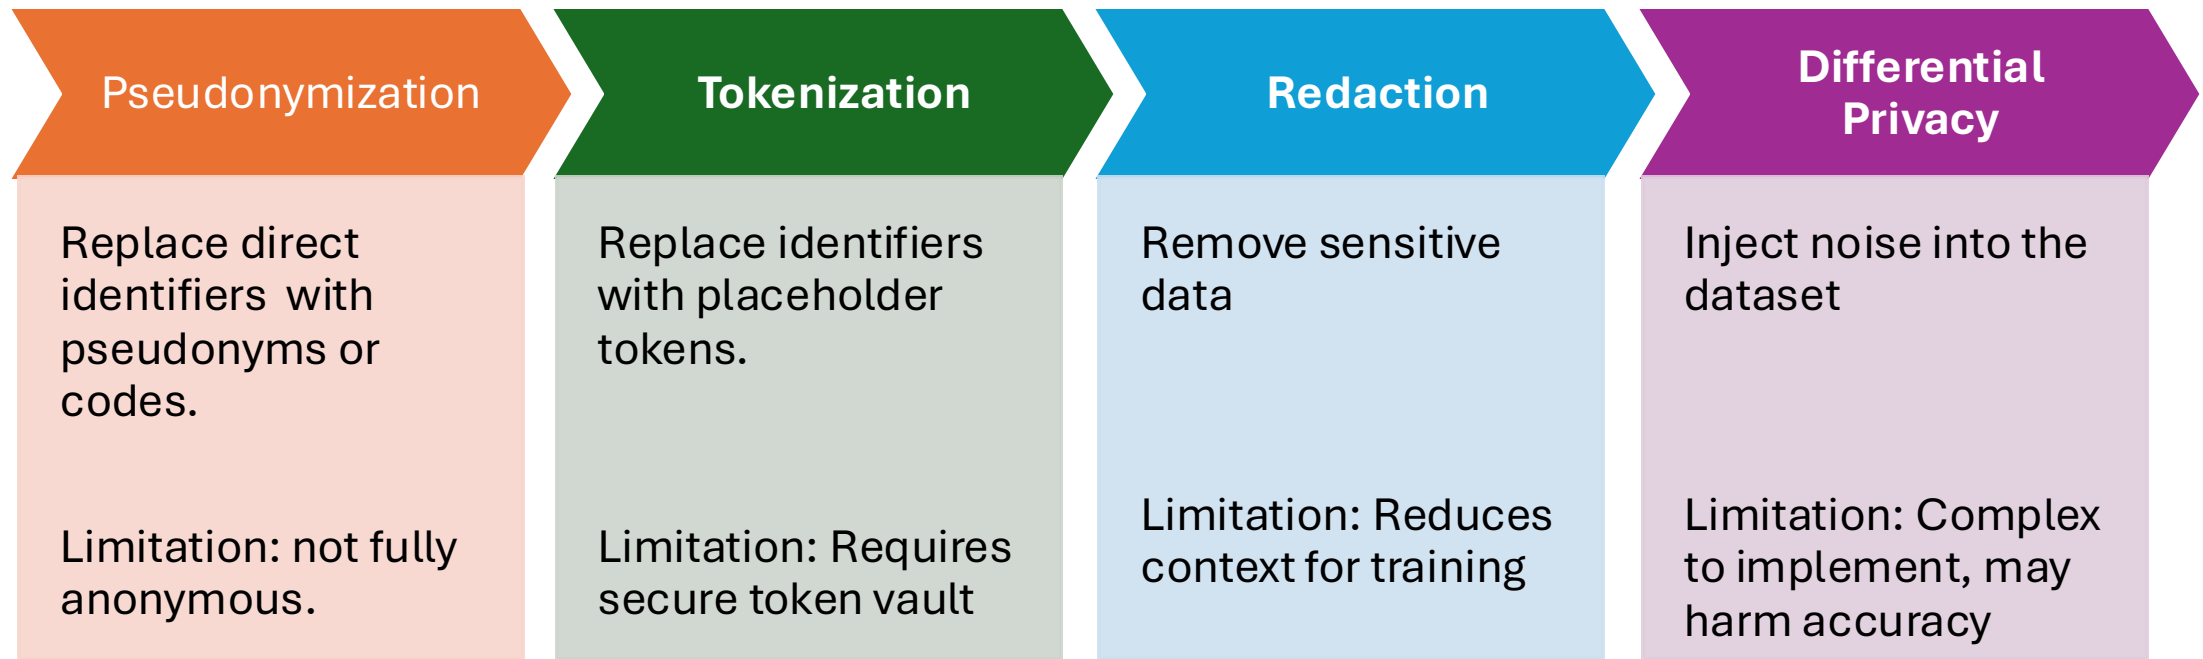 Pseudonymization
Replace direct
identifiers  with
pseudonyms or
codes.
Limitation: not fully
anonymous.
Tokenization
Replace identifiers
with placeholder
tokens.
Limitation: Requires
secure token vault
Redaction
Remove sensitive
data
Limitation: Reduces
context for training
Differential
Privacy
Inject noise into the
dataset
Limitation: Complex
to implement, may
harm accuracy